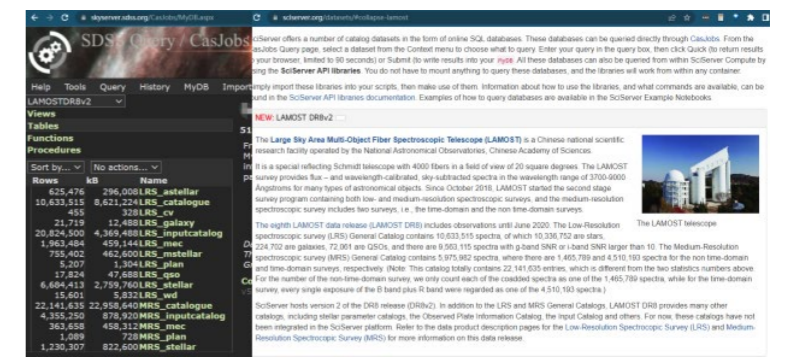 skyserver.sdss.org/CasJobs/MyDB.aspx
SDSS Query / CasJobs
Help Tools Query History MyDB Import
LAMOSTDR8v2
Views
Tables
Functions
Procedures
Sort by... No actions...
Rows kB Name
625,476 296,008 LRS_astellar
10,633,515 8,621,224 LRS_catalogue
451 328 LRS_cv
21,719 12,488 LRS_galaxy
20,824,500 4,369,488 LRS_inputcatalog
1,963,484 459,144 LRS_mec
755,402 462,600 LRS_mstellar
5,207 1,304 LRS_plan
17,824 47,688 LRS_qso
6,684,413 2,759,760 LRS_stellar
15,601 5,832 LRS_wd
22,141,635 22,958,640 MRS_catalogue
4,355,250 878,920 MRS_inputcatalog
363,658 458,312 MRS_mec
1,089 728 MRS_plan
1,230,307 822,600 MRS_stellar
sciserver.org/datasets/#collapse-lamost
ciServer offers a number of catalog datasets in the form of online SQL databases. These databases can be queried directly through CasJobs. From the
asJobs Query page, select a dataset from the Context menu to choose what to query. Enter your query in the query box, then click Quick (to return results
your browser, limited to 90 seconds) or Submit (to write results into your MyDB. All these databases can also be queried from within SciServer Compute by
sing the SciServer API libraries. You do not have to mount anything to query these databases, and the libraries will work from within any container.
mply import these libraries into your scripts, then make use of them. Information about how to use the libraries, and what commands are available, can be
und in the SciServer API libraries documentation. Examples of how to query databases are available in the SciServer Example Notebooks.
NEW: LAMOST DR8v2
The Large Sky Area Multi-Object Fiber Spectroscopic Telescope (LAMOST) is a Chinese national scientific
research facility operated by the National Astronomical Observatories, Chinese Academy of Sciences.
It is a special reflecting Schmidt telescope with 4000 fibers in a field of view of 20 square degrees. The LAMOST
survey provides flux – and wavelength-calibrated, sky-subtracted spectra in the wavelength range of 3700-9000
Ångstroms for many types of astronomical objects. Since October 2018, LAMOST started the second stage
survey program containing both low- and medium-resolution spectroscopic surveys, and the medium-resolution
spectroscopic survey includes two surveys, i.e., the time-domain and the non time-domain surveys.
The LAMOST telescope
The eighth LAMOST data release (LAMOST DR8) includes observations until June 2020. The Low-Resolution
spectroscopic survey (LRS) General Catalog contains 10,633,515 spectra, of which 10,336,752 are stars,
224,702 are galaxies, 72,061 are QSOs, and there are 9,563,115 spectra with g-band SNR or i-band SNR larger than 10. The Medium-Resolution
spectroscopic survey (MRS) General Catalog contains 5,975,982 spectra, where there are 1,465,789 and 4,510,193 spectra for the non time-domain
and time-domain surveys, respectively. (Note: This catalog totally contains 22,141,635 entries, which is different from the two statistics numbers above.
For the number of the non-time-domain survey, we only count each of the coadded spectra as one of the 1,465,789 spectra, while for the time-domain
survey, every single exposure of the B band plus R band were regarded as one of the 4,510,193 spectra.)
SciServer hosts version 2 of the DR8 release (DR8v2). In addition to the LRS and MRS General Catalogs, LAMOST DR8 provides many other
catalogs, including stellar parameter catalogs, the Observed Plate Information Catalog, the Input Catalog and others. For now, these catalogs have not
been integrated in the SciServer platform. Refer to the data product description pages for the Low-Resolution Spectroscopic Survey (LRS) and Medium-
Resolution Spectroscopic Survey (MRS) for more information on this data release.